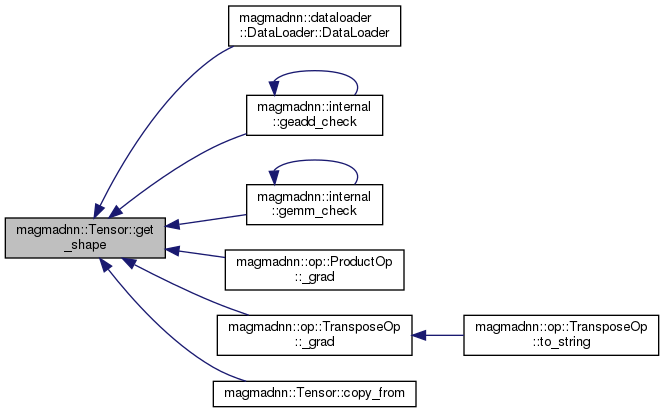 magmadnn::dataloader
::DataLoader::DataLoader
magmadnn::internal
::geadd_check
magmadnn::internal
::gemm_check
magmadnn::Tensor::get
_shape
magmadnn::op::ProductOp
::_grad
magmadnn::op::TransposeOp
::_grad
magmadnn::op::TransposeOp
::to_string
magmadnn::Tensor::copy_from